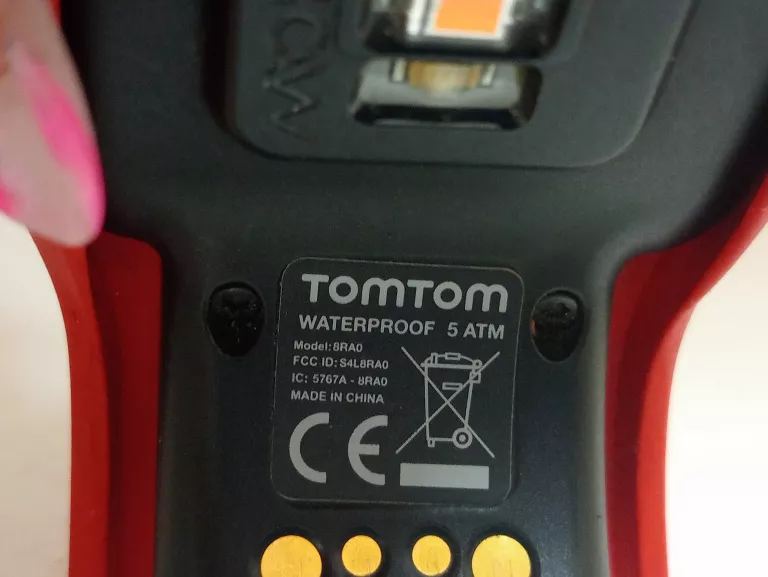 TOMTOM
WATERPROOF 5 ATM
Model: 8RA0
FCC ID: S4L8RA0
IC: 5767A - 8RA0
MADE IN CHINA
CE